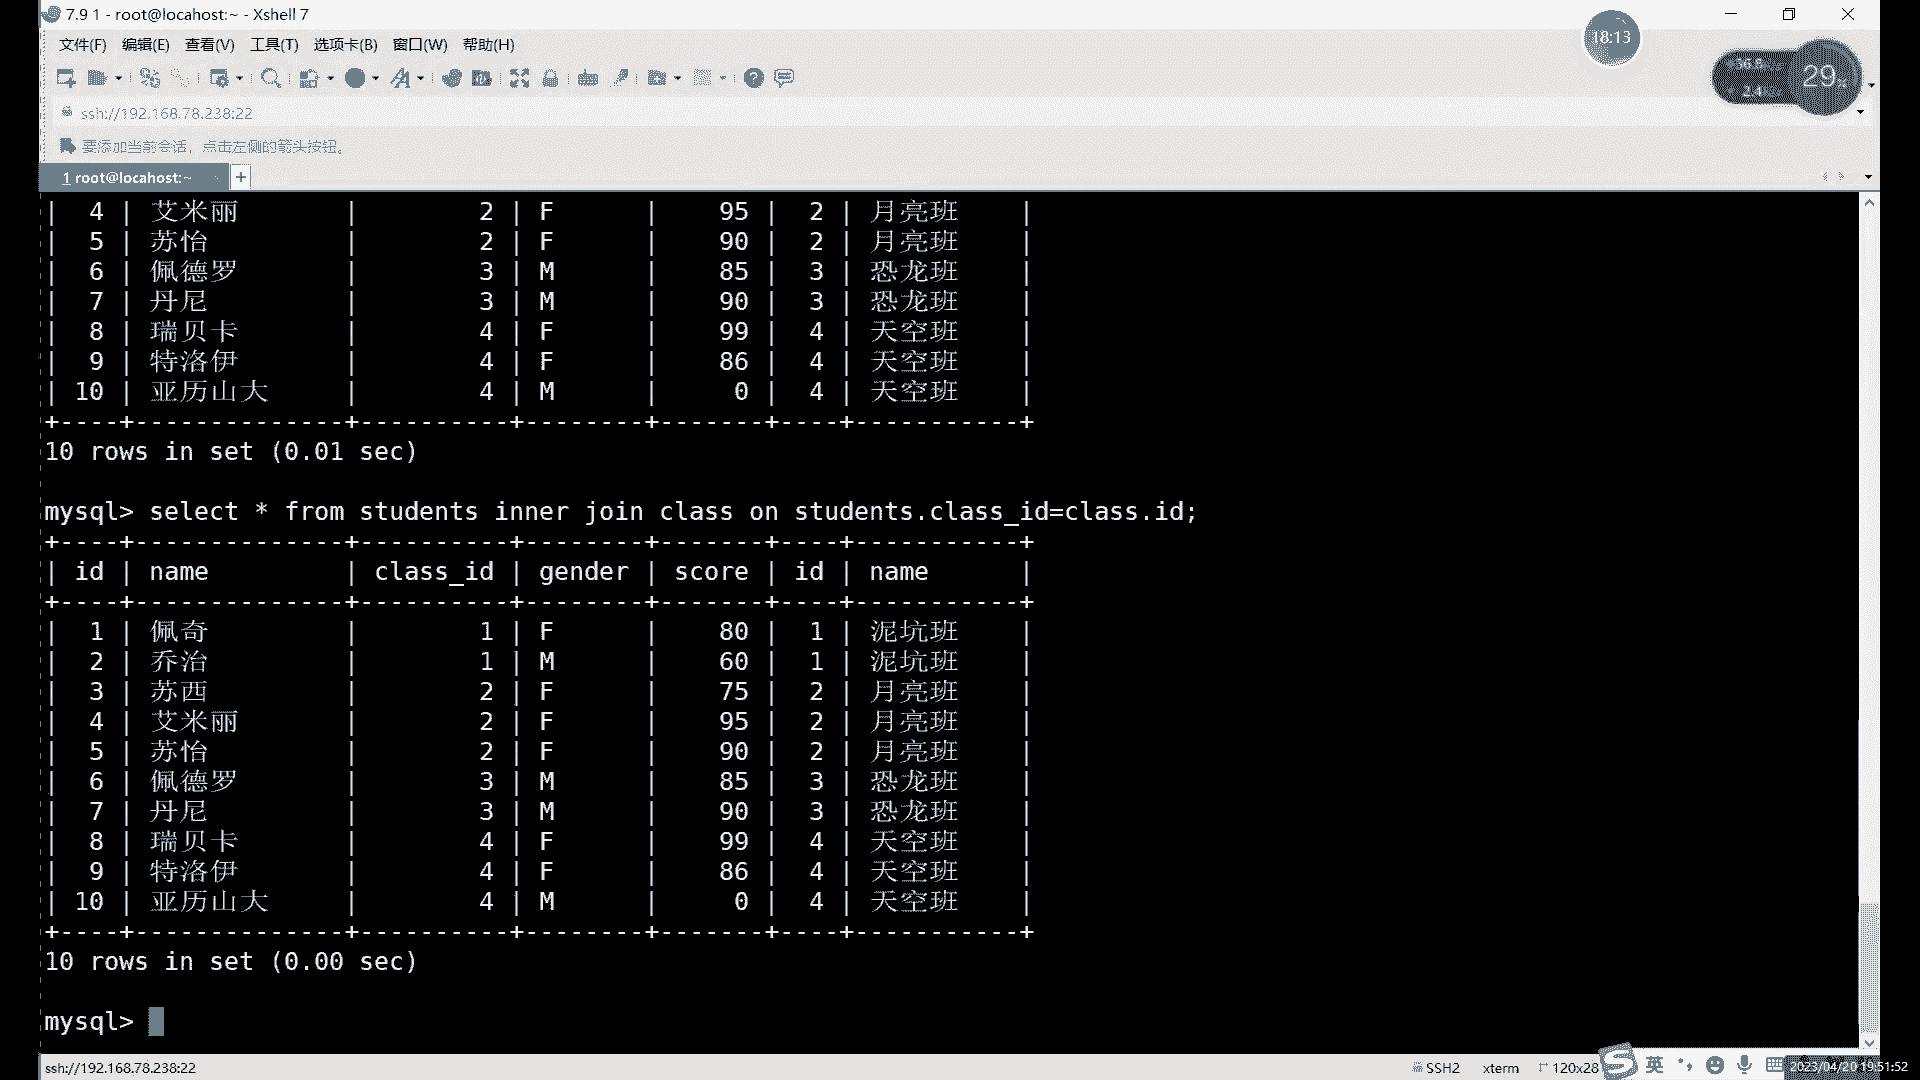 7.9 1 - root@locahost:~ - Xshell 7
18:13
文件(F) 编辑(E) 查看(V) 工具(T) 选项卡(B) 窗口(W) 帮助(H)
29%
ssh://192.168.78.238:22
要添加当前会话，点击左侧的箭头按钮。
1 root@locahost:~ +
| 4 | 艾米丽 | 2 | F | 95 | 2 | 月亮班 |
| 5 | 苏怡 | 2 | F | 90 | 2 | 月亮班 |
| 6 | 佩德罗 | 3 | M | 85 | 3 | 恐龙班 |
| 7 | 丹尼 | 3 | M | 90 | 3 | 恐龙班 |
| 8 | 瑞贝卡 | 4 | F | 99 | 4 | 天空班 |
| 9 | 特洛伊 | 4 | F | 86 | 4 | 天空班 |
| 10 | 亚历山大 | 4 | M | 0 | 4 | 天空班 |
+----+--------------+----------+--------+-------+----+-----------+
10 rows in set (0.01 sec)
mysql> select * from students inner join class on students.class_id=class.id;
+----+--------------+----------+--------+-------+----+-----------+
| id | name | class_id | gender | score | id | name |
+----+--------------+----------+--------+-------+----+-----------+
| 1 | 佩奇 | 1 | F | 80 | 1 | 泥坑班 |
| 2 | 乔治 | 1 | M | 60 | 1 | 泥坑班 |
| 3 | 苏西 | 2 | F | 75 | 2 | 月亮班 |
| 4 | 艾米丽 | 2 | F | 95 | 2 | 月亮班 |
| 5 | 苏怡 | 2 | F | 90 | 2 | 月亮班 |
| 6 | 佩德罗 | 3 | M | 85 | 3 | 恐龙班 |
| 7 | 丹尼 | 3 | M | 90 | 3 | 恐龙班 |
| 8 | 瑞贝卡 | 4 | F | 99 | 4 | 天空班 |
| 9 | 特洛伊 | 4 | F | 86 | 4 | 天空班 |
| 10 | 亚历山大 | 4 | M | 0 | 4 | 天空班 |
+----+--------------+----------+--------+-------+----+-----------+
10 rows in set (0.00 sec)
mysql>
ssh://192.168.78.238:22 SSH2 xterm 120x28 英 2023/04/20 19:51:52